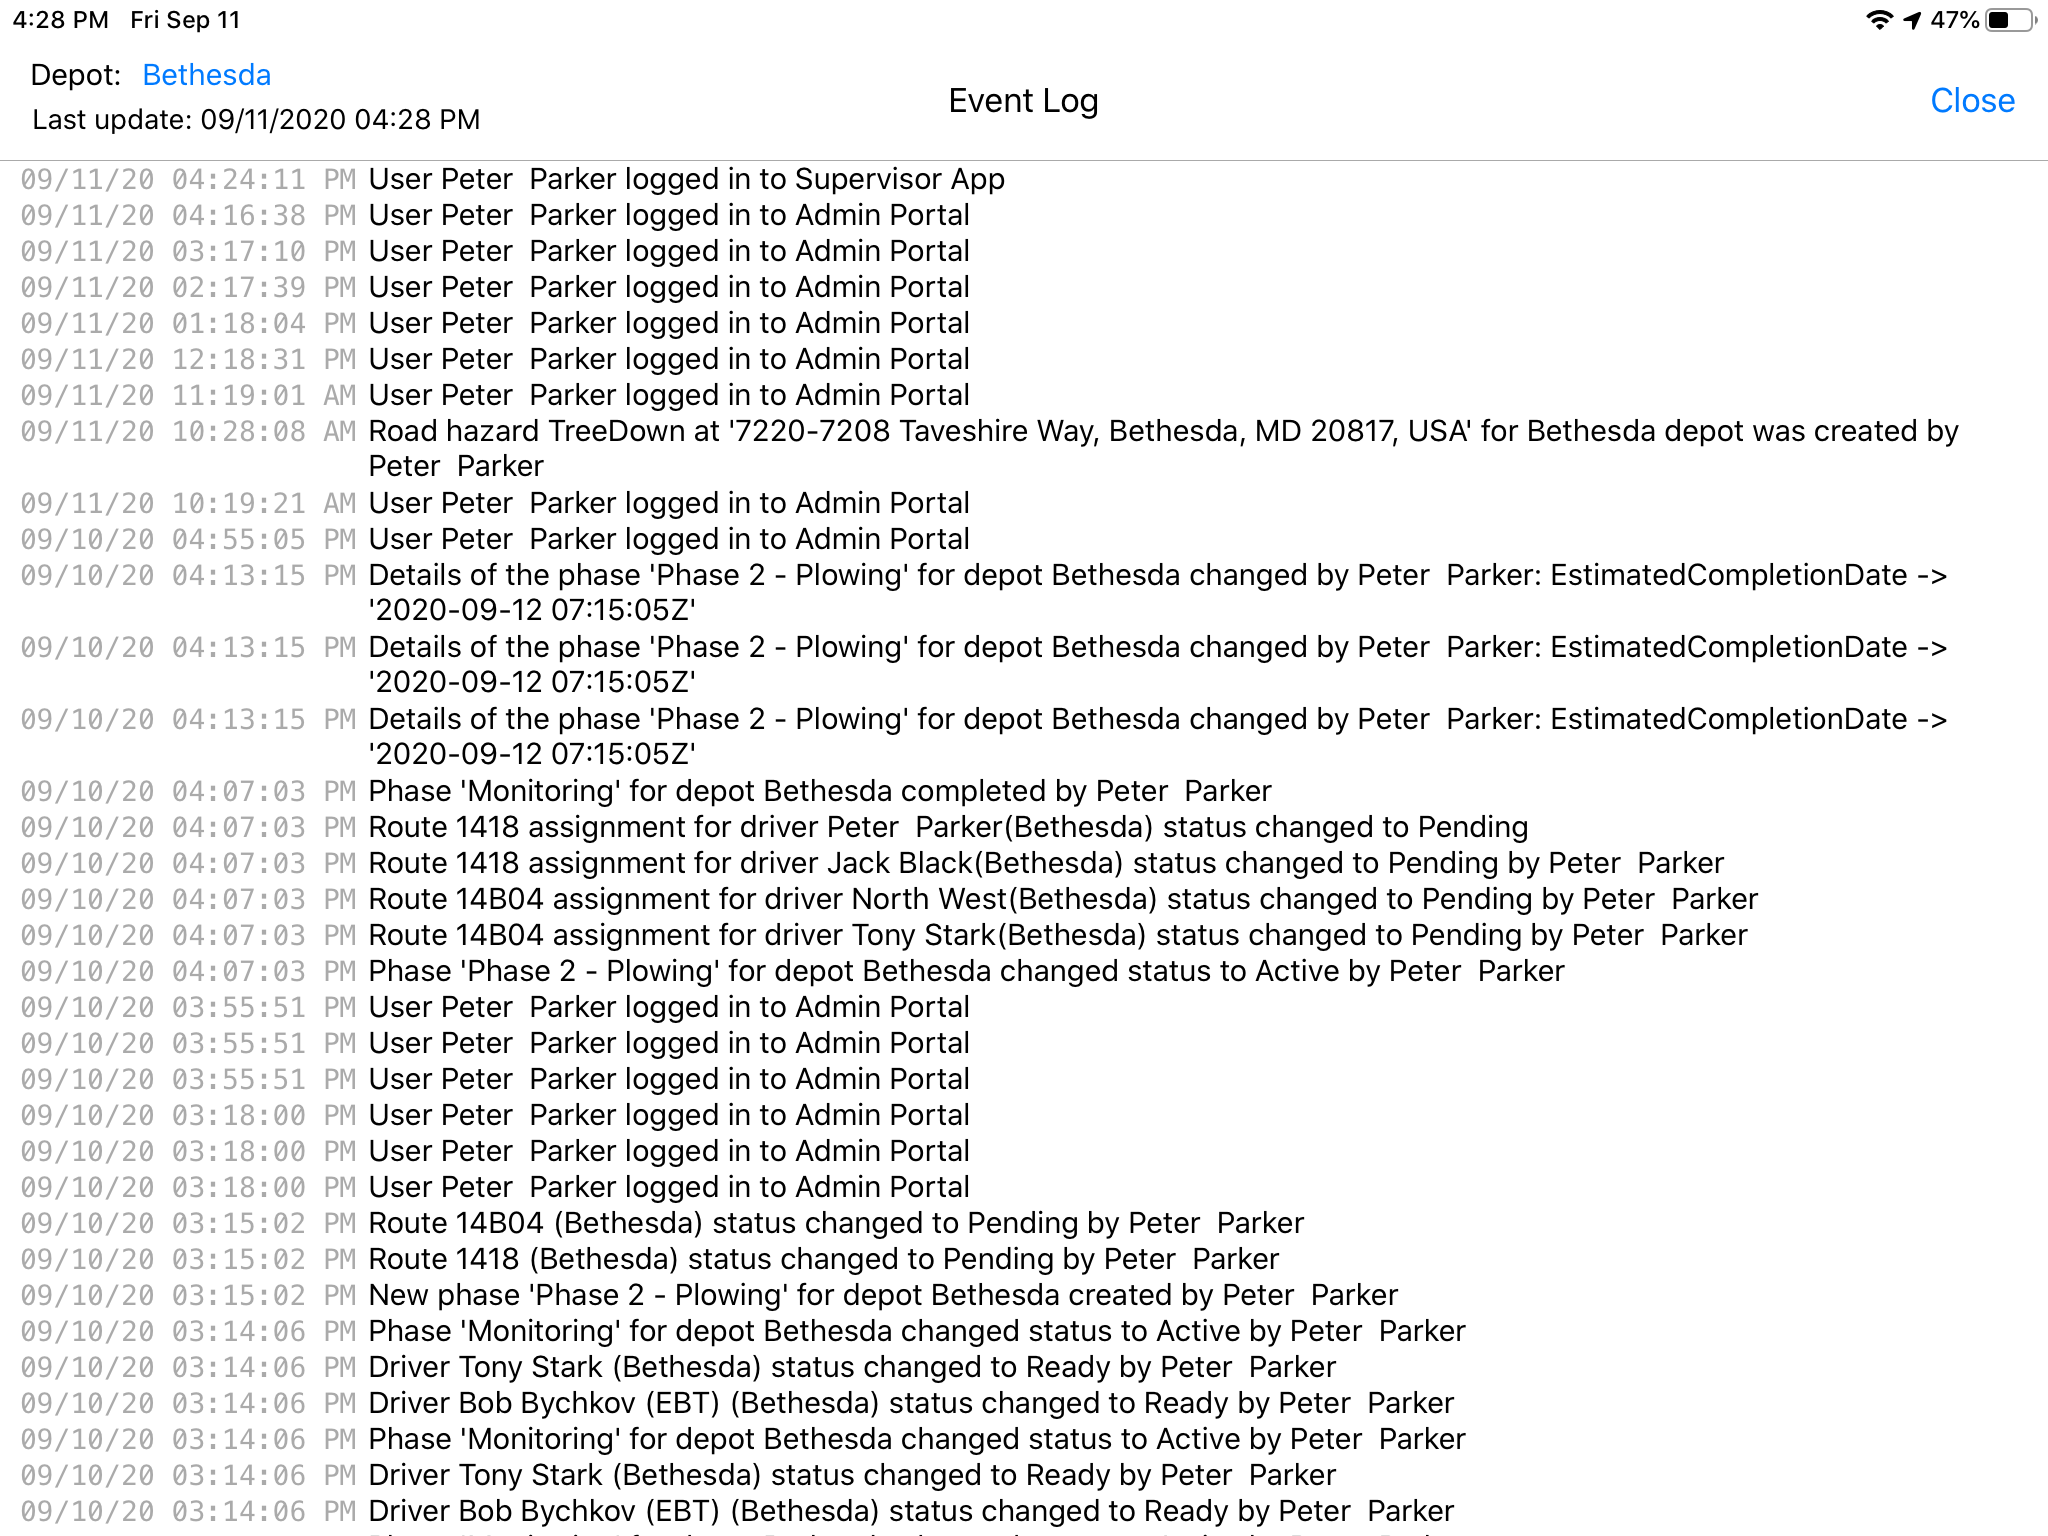 4:28 PM Fri Sep 11 47%
Depot: Bethesda
Last update: 09/11/2020 04:28 PM
Event Log
Close
09/11/20 04:24:11 PM User Peter  Parker logged in to Supervisor App
09/11/20 04:16:38 PM User Peter  Parker logged in to Admin Portal
09/11/20 03:17:10 PM User Peter  Parker logged in to Admin Portal
09/11/20 02:17:39 PM User Peter  Parker logged in to Admin Portal
09/11/20 01:18:04 PM User Peter  Parker logged in to Admin Portal
09/11/20 12:18:31 PM User Peter  Parker logged in to Admin Portal
09/11/20 11:19:01 AM User Peter  Parker logged in to Admin Portal
09/11/20 10:28:08 AM Road hazard TreeDown at '7220-7208 Taveshire Way, Bethesda, MD 20817, USA' for Bethesda depot was created by
Peter  Parker
09/11/20 10:19:21 AM User Peter  Parker logged in to Admin Portal
09/10/20 04:55:05 PM User Peter  Parker logged in to Admin Portal
09/10/20 04:13:15 PM Details of the phase 'Phase 2 - Plowing' for depot Bethesda changed by Peter  Parker: EstimatedCompletionDate ->
'2020-09-12 07:15:05Z'
09/10/20 04:13:15 PM Details of the phase 'Phase 2 - Plowing' for depot Bethesda changed by Peter  Parker: EstimatedCompletionDate ->
'2020-09-12 07:15:05Z'
09/10/20 04:13:15 PM Details of the phase 'Phase 2 - Plowing' for depot Bethesda changed by Peter  Parker: EstimatedCompletionDate ->
'2020-09-12 07:15:05Z'
09/10/20 04:07:03 PM Phase 'Monitoring' for depot Bethesda completed by Peter  Parker
09/10/20 04:07:03 PM Route 1418 assignment for driver Peter  Parker(Bethesda) status changed to Pending
09/10/20 04:07:03 PM Route 1418 assignment for driver Jack Black(Bethesda) status changed to Pending by Peter  Parker
09/10/20 04:07:03 PM Route 14B04 assignment for driver North West(Bethesda) status changed to Pending by Peter  Parker
09/10/20 04:07:03 PM Route 14B04 assignment for driver Tony Stark(Bethesda) status changed to Pending by Peter  Parker
09/10/20 04:07:03 PM Phase 'Phase 2 - Plowing' for depot Bethesda changed status to Active by Peter  Parker
09/10/20 03:55:51 PM User Peter  Parker logged in to Admin Portal
09/10/20 03:55:51 PM User Peter  Parker logged in to Admin Portal
09/10/20 03:55:51 PM User Peter  Parker logged in to Admin Portal
09/10/20 03:18:00 PM User Peter  Parker logged in to Admin Portal
09/10/20 03:18:00 PM User Peter  Parker logged in to Admin Portal
09/10/20 03:18:00 PM User Peter  Parker logged in to Admin Portal
09/10/20 03:15:02 PM Route 14B04 (Bethesda) status changed to Pending by Peter  Parker
09/10/20 03:15:02 PM Route 1418 (Bethesda) status changed to Pending by Peter  Parker
09/10/20 03:15:02 PM New phase 'Phase 2 - Plowing' for depot Bethesda created by Peter  Parker
09/10/20 03:14:06 PM Phase 'Monitoring' for depot Bethesda changed status to Active by Peter  Parker
09/10/20 03:14:06 PM Driver Tony Stark (Bethesda) status changed to Ready by Peter  Parker
09/10/20 03:14:06 PM Driver Bob Bychkov (EBT) (Bethesda) status changed to Ready by Peter  Parker
09/10/20 03:14:06 PM Phase 'Monitoring' for depot Bethesda changed status to Active by Peter  Parker
09/10/20 03:14:06 PM Driver Tony Stark (Bethesda) status changed to Ready by Peter  Parker
09/10/20 03:14:06 PM Driver Bob Bychkov (EBT) (Bethesda) status changed to Ready by Peter  Parker